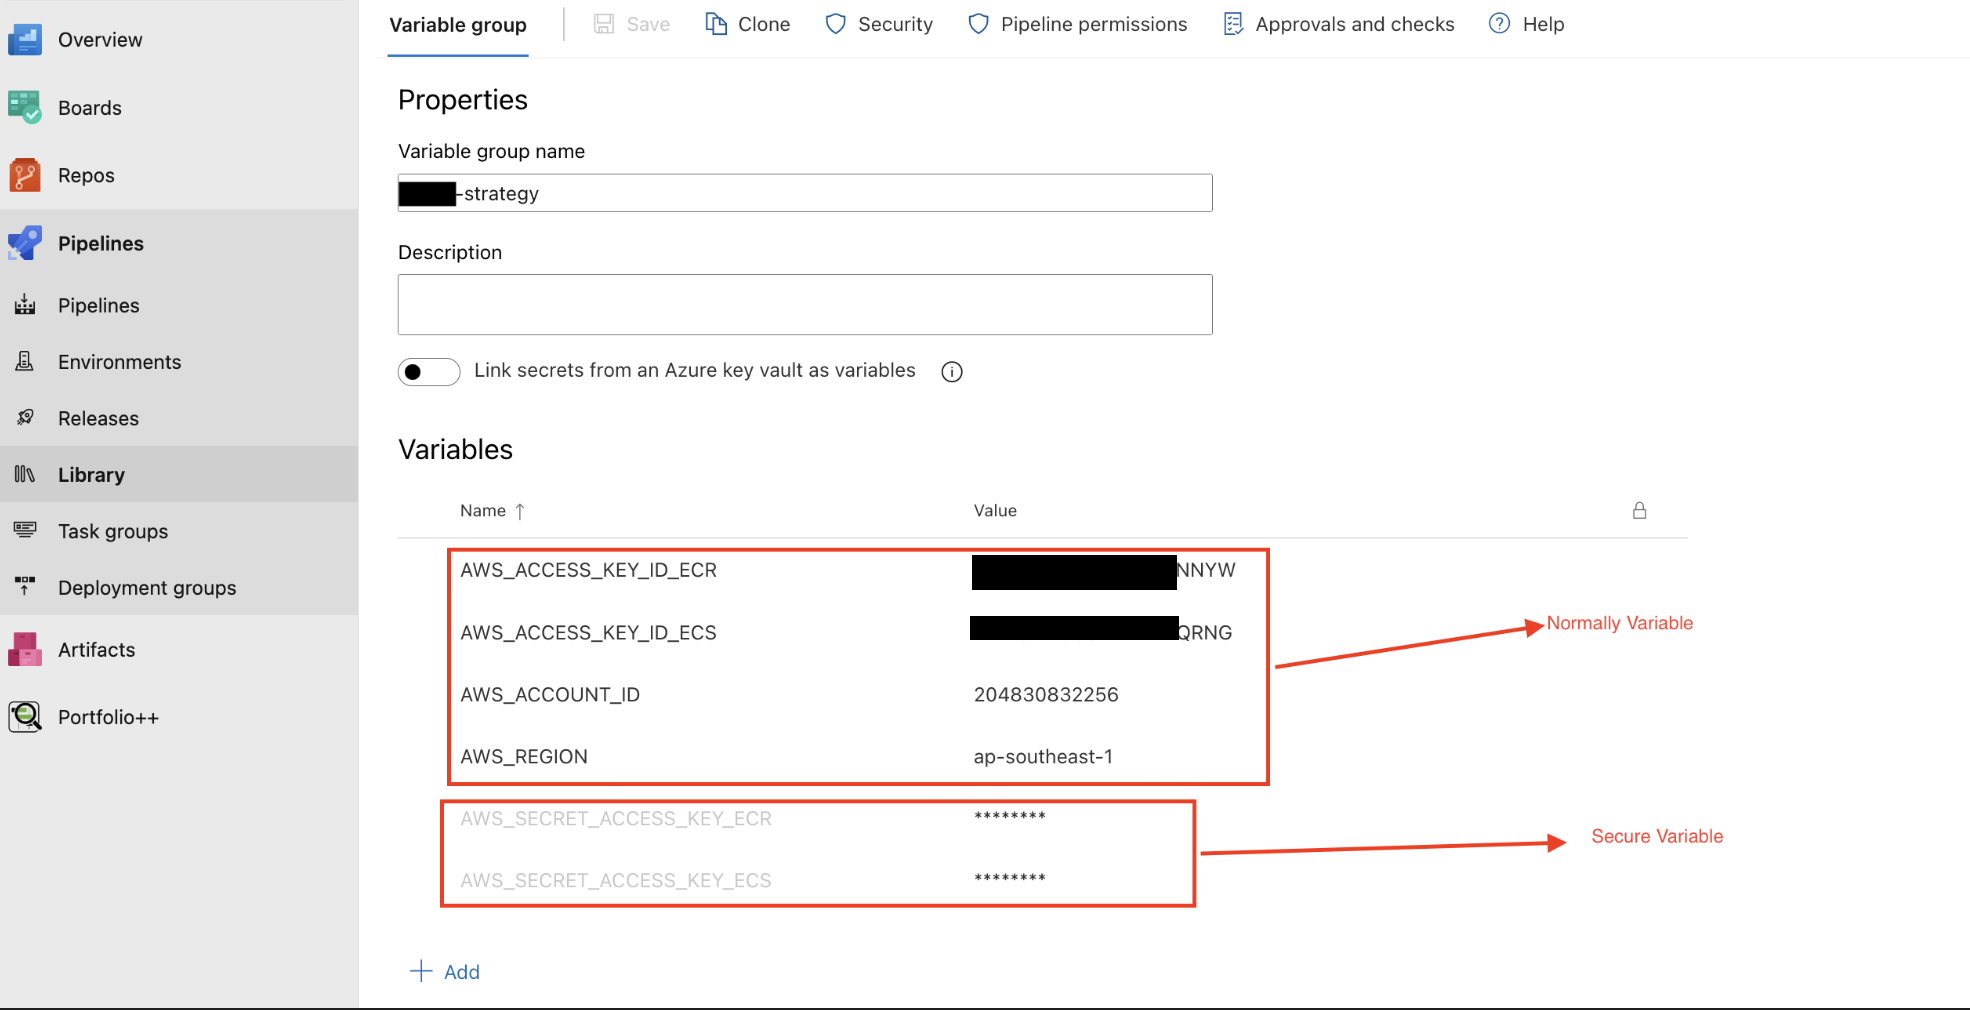 Overview
Boards
Repos
Pipelines
Pipelines
Environments
Releases
Library
Task groups
Deployment groups
Artifacts
Portfolio++
Variable group
Save
Clone
Security
Pipeline permissions
Approvals and checks
Help
Properties
Variable group name
-strategy
Description
Link secrets from an Azure key vault as variables
Variables
Name ↑ Value
AWS_ACCESS_KEY_ID_ECR NNYW
AWS_ACCESS_KEY_ID_ECS QRNG
AWS_ACCOUNT_ID 204830832256
AWS_REGION ap-southeast-1
AWS_SECRET_ACCESS_KEY_ECR ********
AWS_SECRET_ACCESS_KEY_ECS ********
Normally Variable
Secure Variable
+ Add